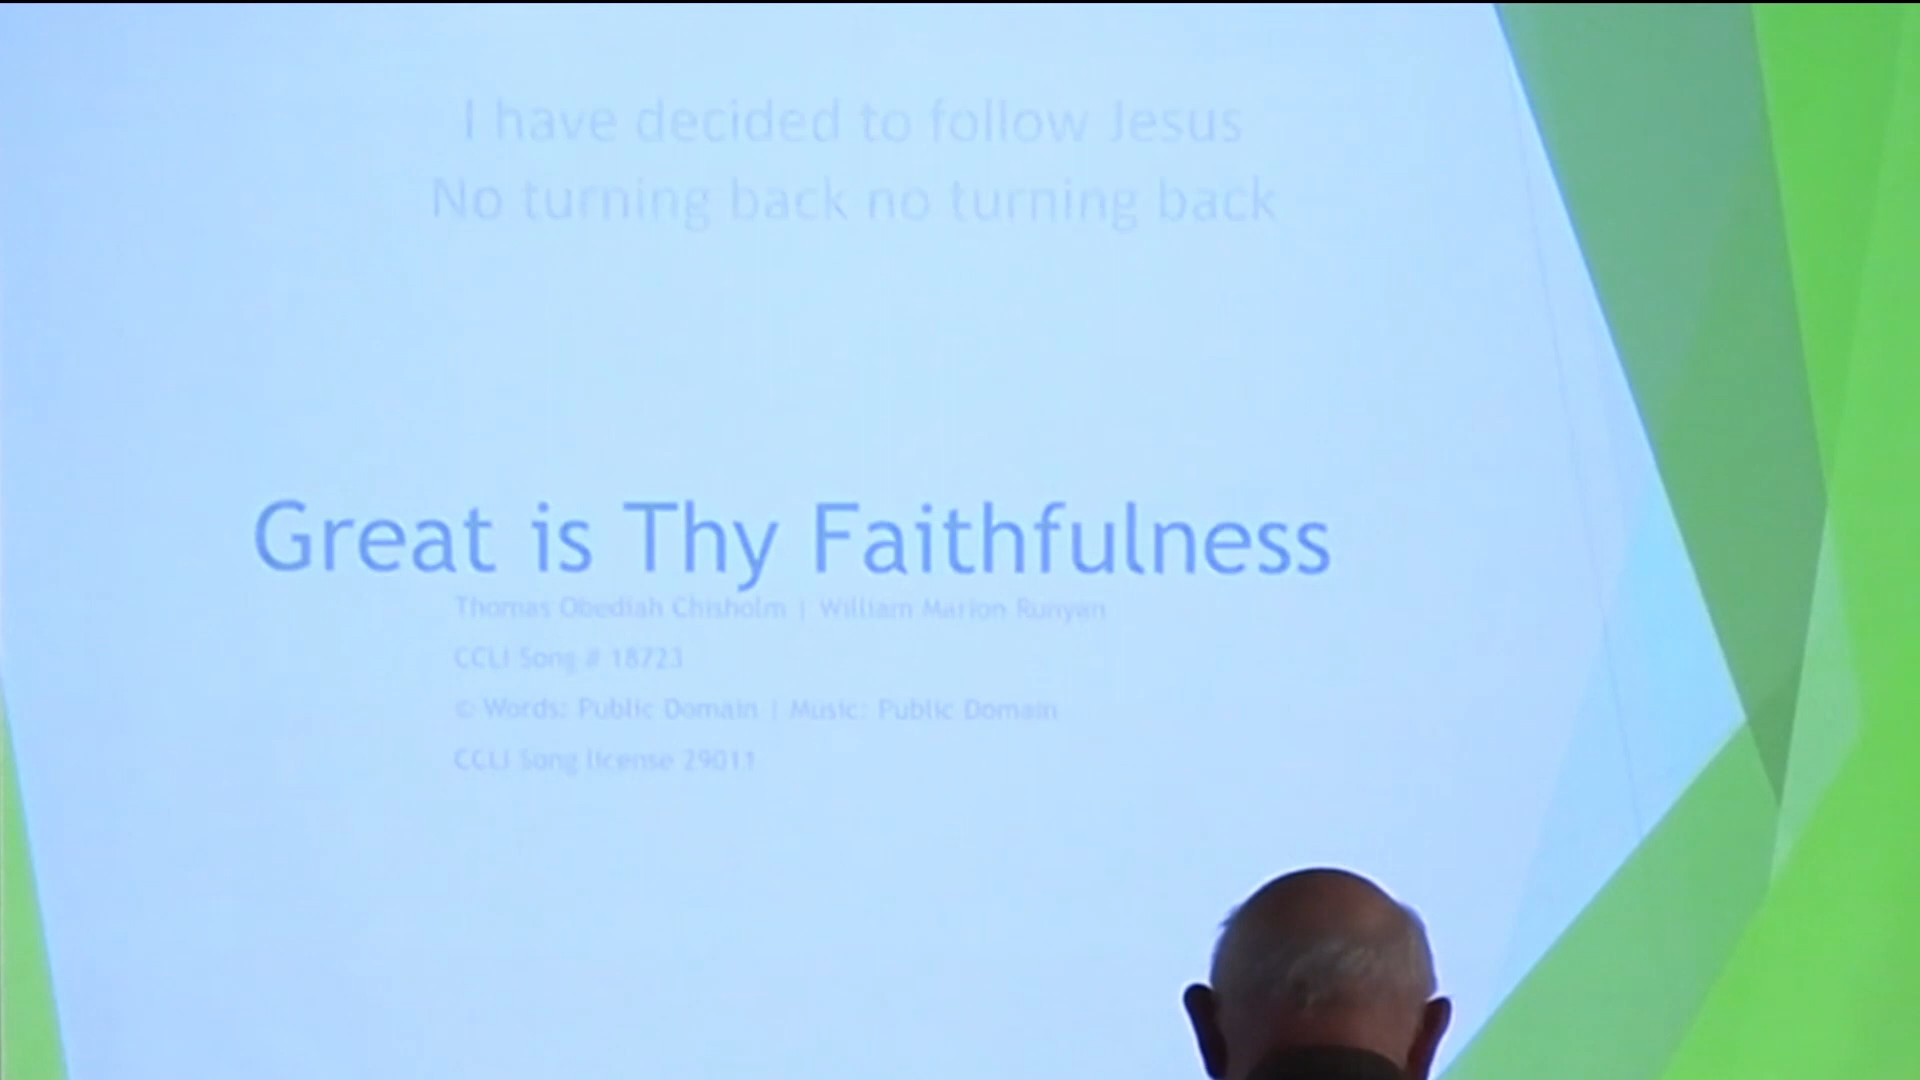 I have decided to follow Jesus
No turning back no turning back
Great is Thy Faithfulness
Thomas Obediah Chisholm | William Marion Runyan
CCLI Song # 18723
© Words: Public Domain | Music: Public Domain
CCLI Song license 29011